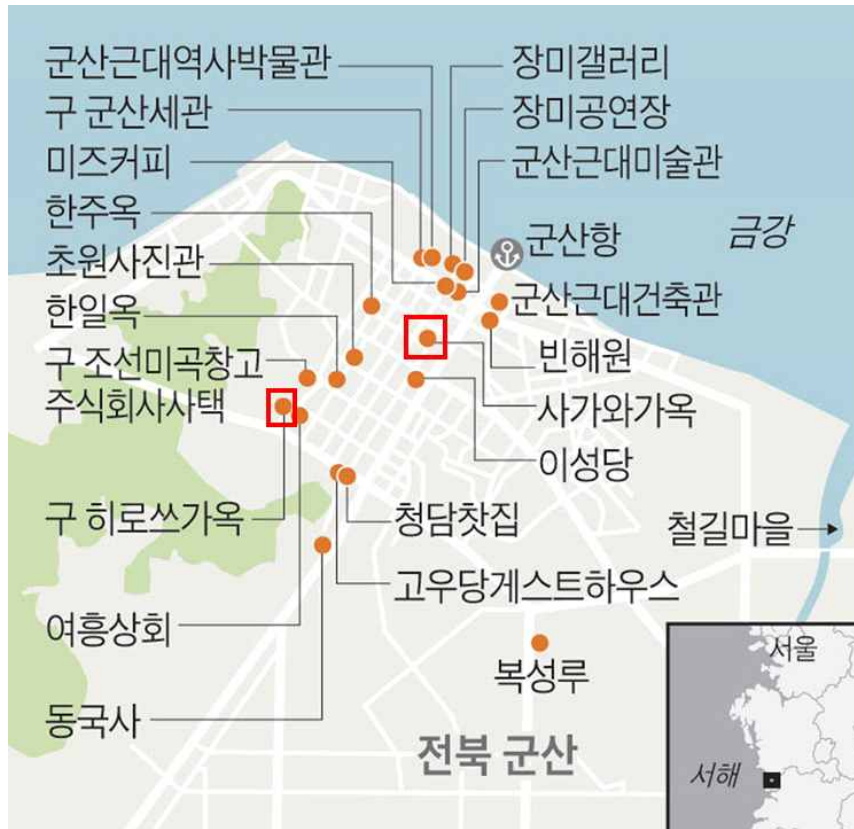 군산근대역사박물관
구 군산세관
미즈커피
한주옥
초원사진관
한일옥
구 조선미곡창고
주식회사사택
구 히로쓰가옥
여흥상회
동국사
장미갤러리
장미공연장
군산근대미술관
군산항
금강
군산근대건축관
빈해원
사가와가옥
이성당
청담찻집
철길마을
고우당게스트하우스
복성루
전북 군산
서울
서해